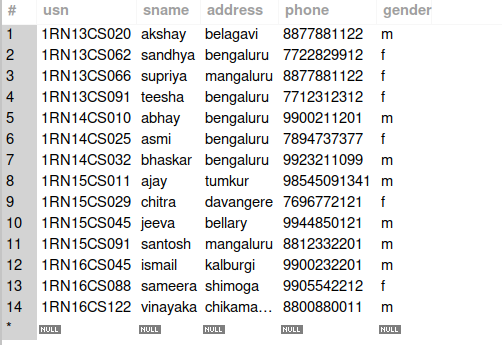 # usn sname address phone gender
1 1RN13CS020 akshay belagavi 8877881122 m
2 1RN13CS062 sandhya bengaluru 7722829912 f
3 1RN13CS066 supriya mangaluru 8877881122 f
4 1RN13CS091 teesha bengaluru 7712312312 f
5 1RN14CS010 abhay bengaluru 9900211201 m
6 1RN14CS025 asmi bengaluru 7894737377 f
7 1RN14CS032 bhaskar bengaluru 9923211099 m
8 1RN15CS011 ajay tumkur 98545091341 m
9 1RN15CS029 chitra davangere 7696772121 f
10 1RN15CS045 jeeva bellary 9944850121 m
11 1RN15CS091 santosh mangaluru 8812332201 m
12 1RN16CS045 ismail kalburgi 9900232201 m
13 1RN16CS088 sameera shimoga 9905542212 f
14 1RN16CS122 vinayaka chikama... 8800880011 m
* NULL NULL NULL NULL NULL